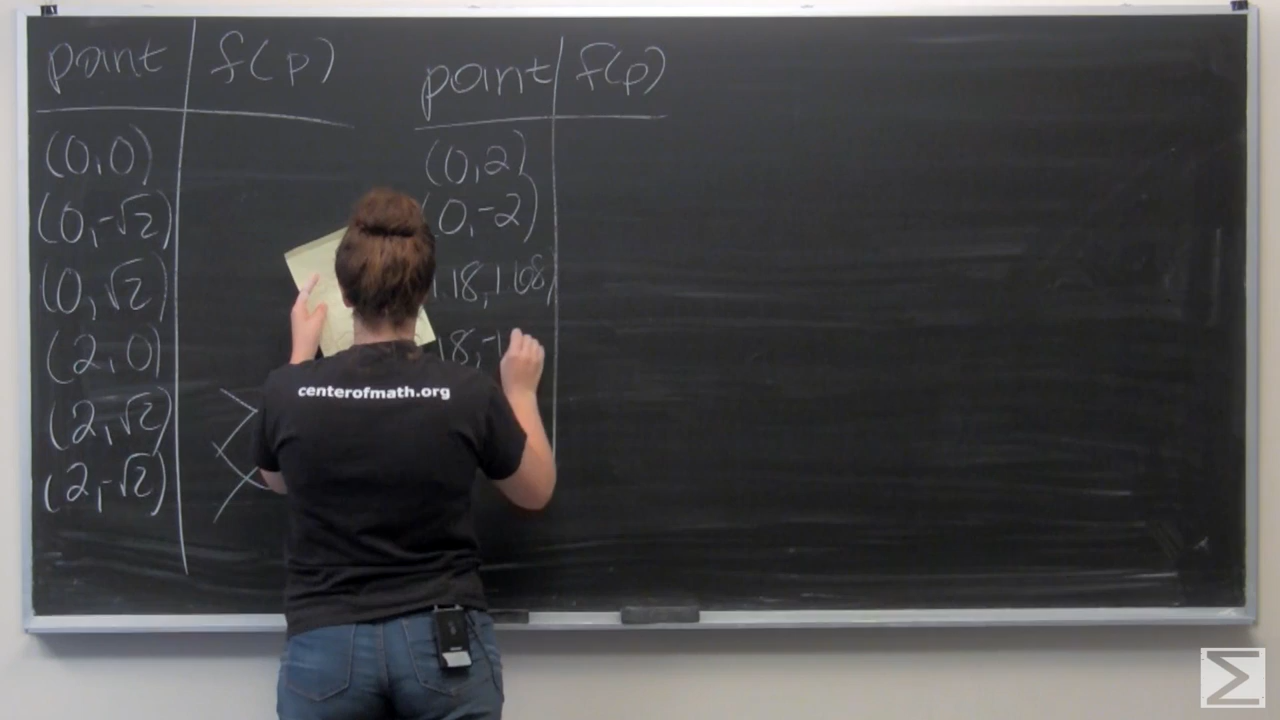 point f(p)
(0,0)
(0,-√2)
(0,√2)
(2,0)
(2,√2)
(2,-√2)
point f(p)
(0,2)
(0,-2)
.18,1.68)
18,-1
centerofmath.org
Σ